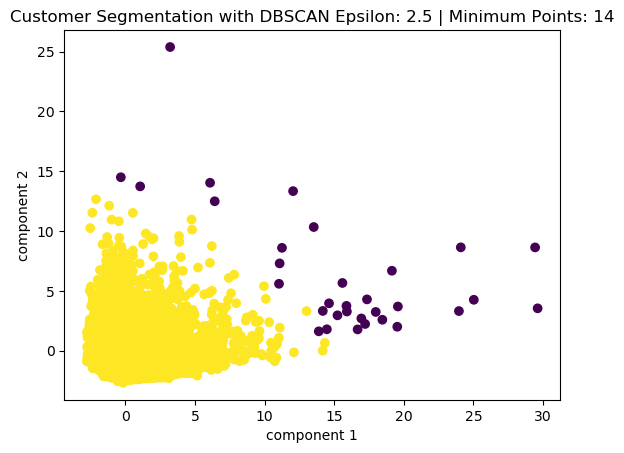 Customer Segmentation with DBSCAN Epsilon: 2.5 | Minimum Points: 14
25
20
15
10
5
0
component 2
0 5 10 15 20 25 30
component 1